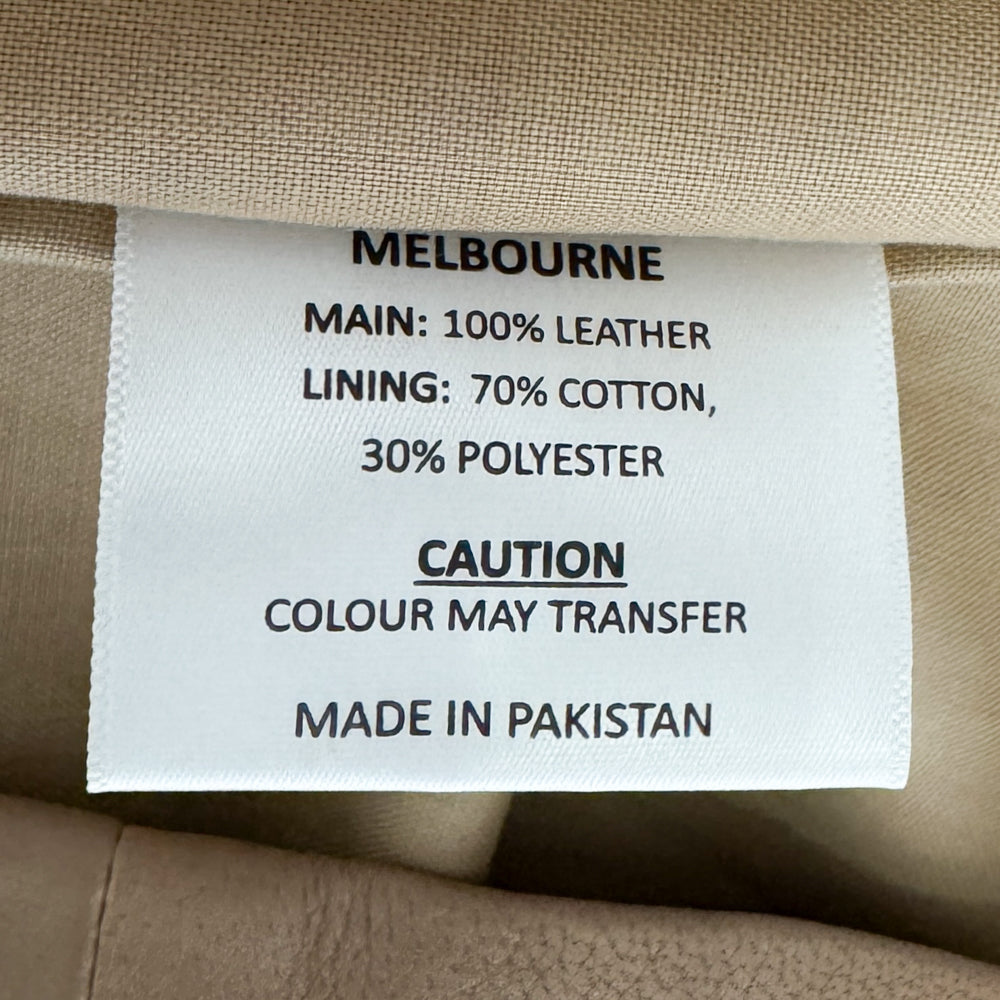 MELBOURNE
MAIN: 100% LEATHER
LINING: 70% COTTON,
30% POLYESTER
CAUTION
COLOUR MAY TRANSFER
MADE IN PAKISTAN